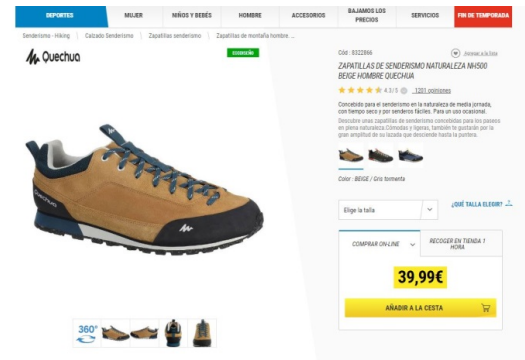 DEPORTES
MUJER
NIÑOS Y BEBÉS
HOMBRE
ACCESORIOS
BAJAMOS LOS
PRECIOS
SERVICIOS
FIN DE TEMPORADA
Senderismo - Hiking
Calzado Senderismo
Zapatillas senderismo
Zapatillas de montaña hombre. ...
Quechua
ECODISEÑO
Cód : 8322866
Agregar a la lista
ZAPATILLAS DE SENDERISMO NATURALEZA NH500
BEIGE HOMBRE QUECHUA
4.3/5
1201 opiniones
Concebido para el senderismo en la naturaleza de media jornada,
con tiempo seco y por senderos fáciles. Para un uso ocasional.
Descubre unas zapatillas de senderismo concebidas para los paseos
en plena naturaleza.Cómodas y ligeras, también te gustarán por la
gran amplitud de su lazada que desciende hasta la puntera.
Color : BEIGE / Gris tormenta
Elige la talla
¿QUÉ TALLA ELEGIR?
COMPRAR ON-LINE
RECOGER EN TIENDA 1
HORA
39,99€
AÑADIR A LA CESTA
Quechua
360°